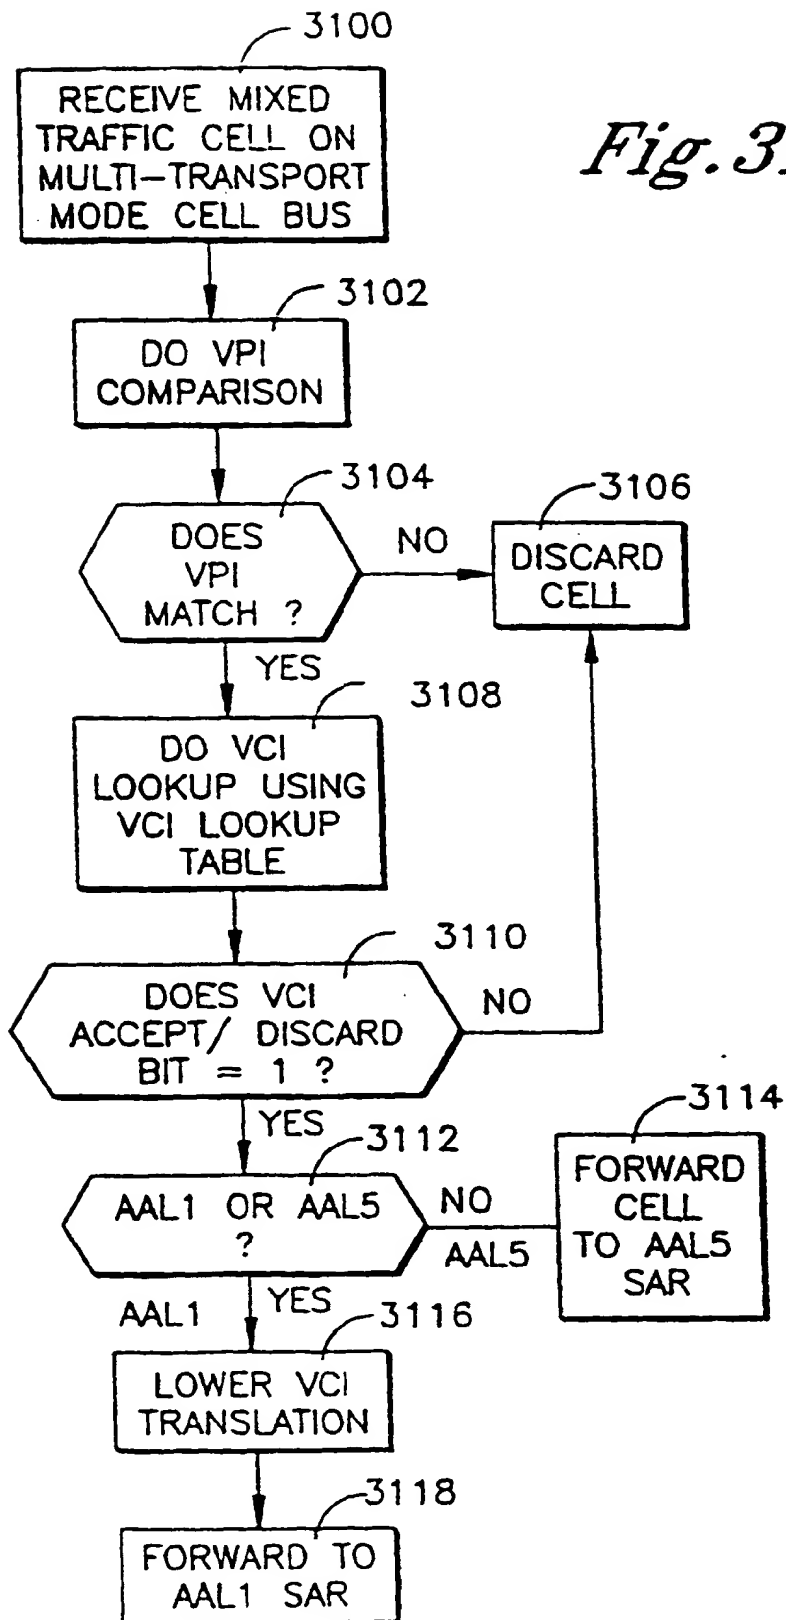 3100
RECEIVE MIXED
TRAFFIC CELL ON
MULTI-TRANSPORT
MODE CELL BUS
Fig. 3
3102
DO VPI
COMPARISON
3104
DOES
VPI
MATCH ?
NO
3106
DISCARD
CELL
YES
3108
DO VCI
LOOKUP USING
VCI LOOKUP
TABLE
3110
DOES VCI
ACCEPT/ DISCARD
BIT = 1 ?
NO
YES
3112
AAL1 OR AAL5
?
NO
AAL5
3114
FORWARD
CELL
TO AAL5
SAR
AAL1
YES
3116
LOWER VCI
TRANSLATION
3118
FORWARD TO
AAL1 SAR